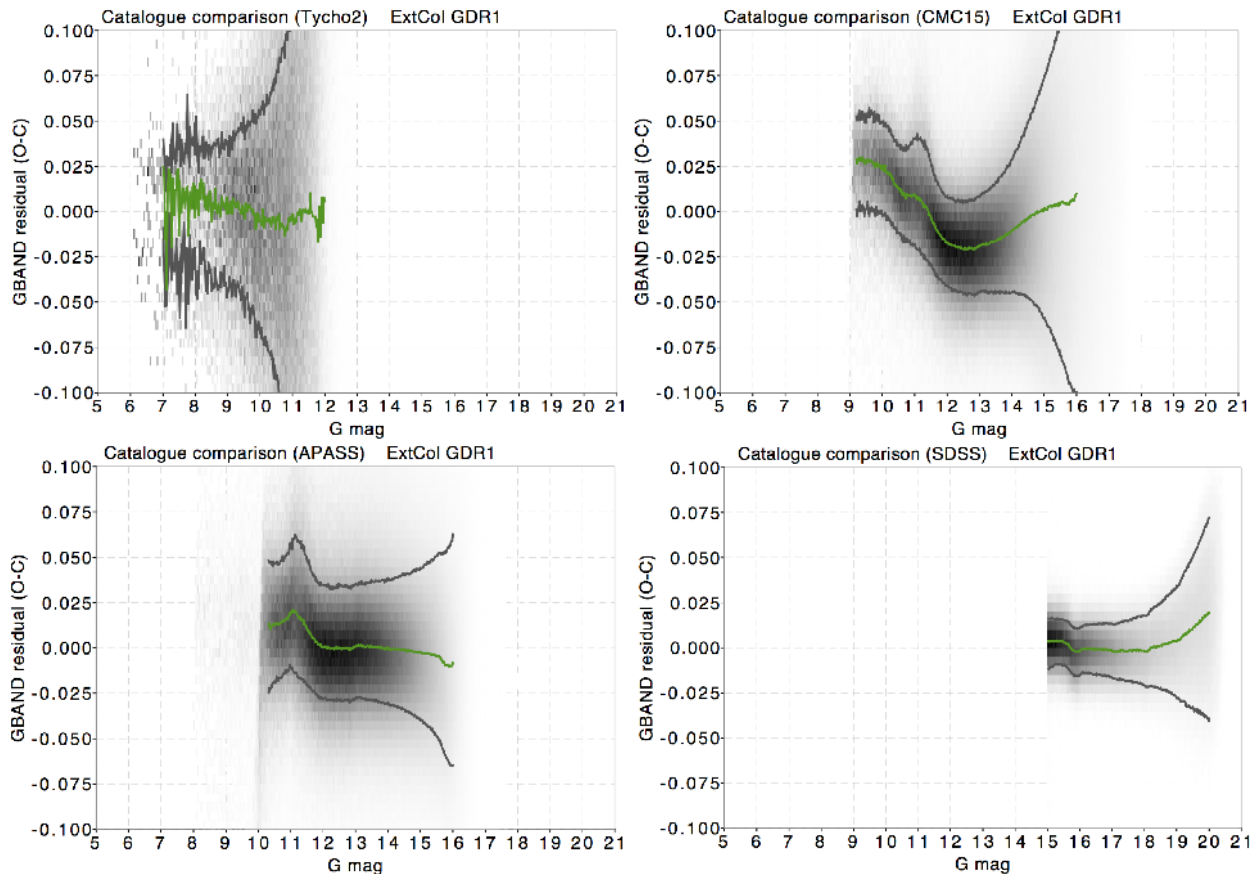 Catalogue comparison (Tycho2) ExtCol GDR1
GBAND residual (O-C)
0.100
0.075
0.050
0.025
0.000
-0.025
-0.050
-0.075
-0.100
5 6 7 8 9 10 11 12 13 14 15 16 17 18 19 20 21
G mag
Catalogue comparison (CMC15) ExtCol GDR1
GBAND residual (O-C)
0.100
0.075
0.050
0.025
0.000
-0.025
-0.050
-0.075
-0.100
5 6 7 8 9 10 11 12 13 14 15 16 17 18 19 20 21
G mag
Catalogue comparison (APASS) ExtCol GDR1
GBAND residual (O-C)
0.100
0.075
0.050
0.025
0.000
-0.025
-0.050
-0.075
-0.100
5 6 7 8 9 10 11 12 13 14 15 16 17 18 19 20 21
G mag
Catalogue comparison (SDSS) ExtCol GDR1
GBAND residual (O-C)
0.100
0.075
0.050
0.025
0.000
-0.025
-0.050
-0.075
-0.100
5 6 7 8 9 10 11 12 13 14 15 16 17 18 19 20 21
G mag